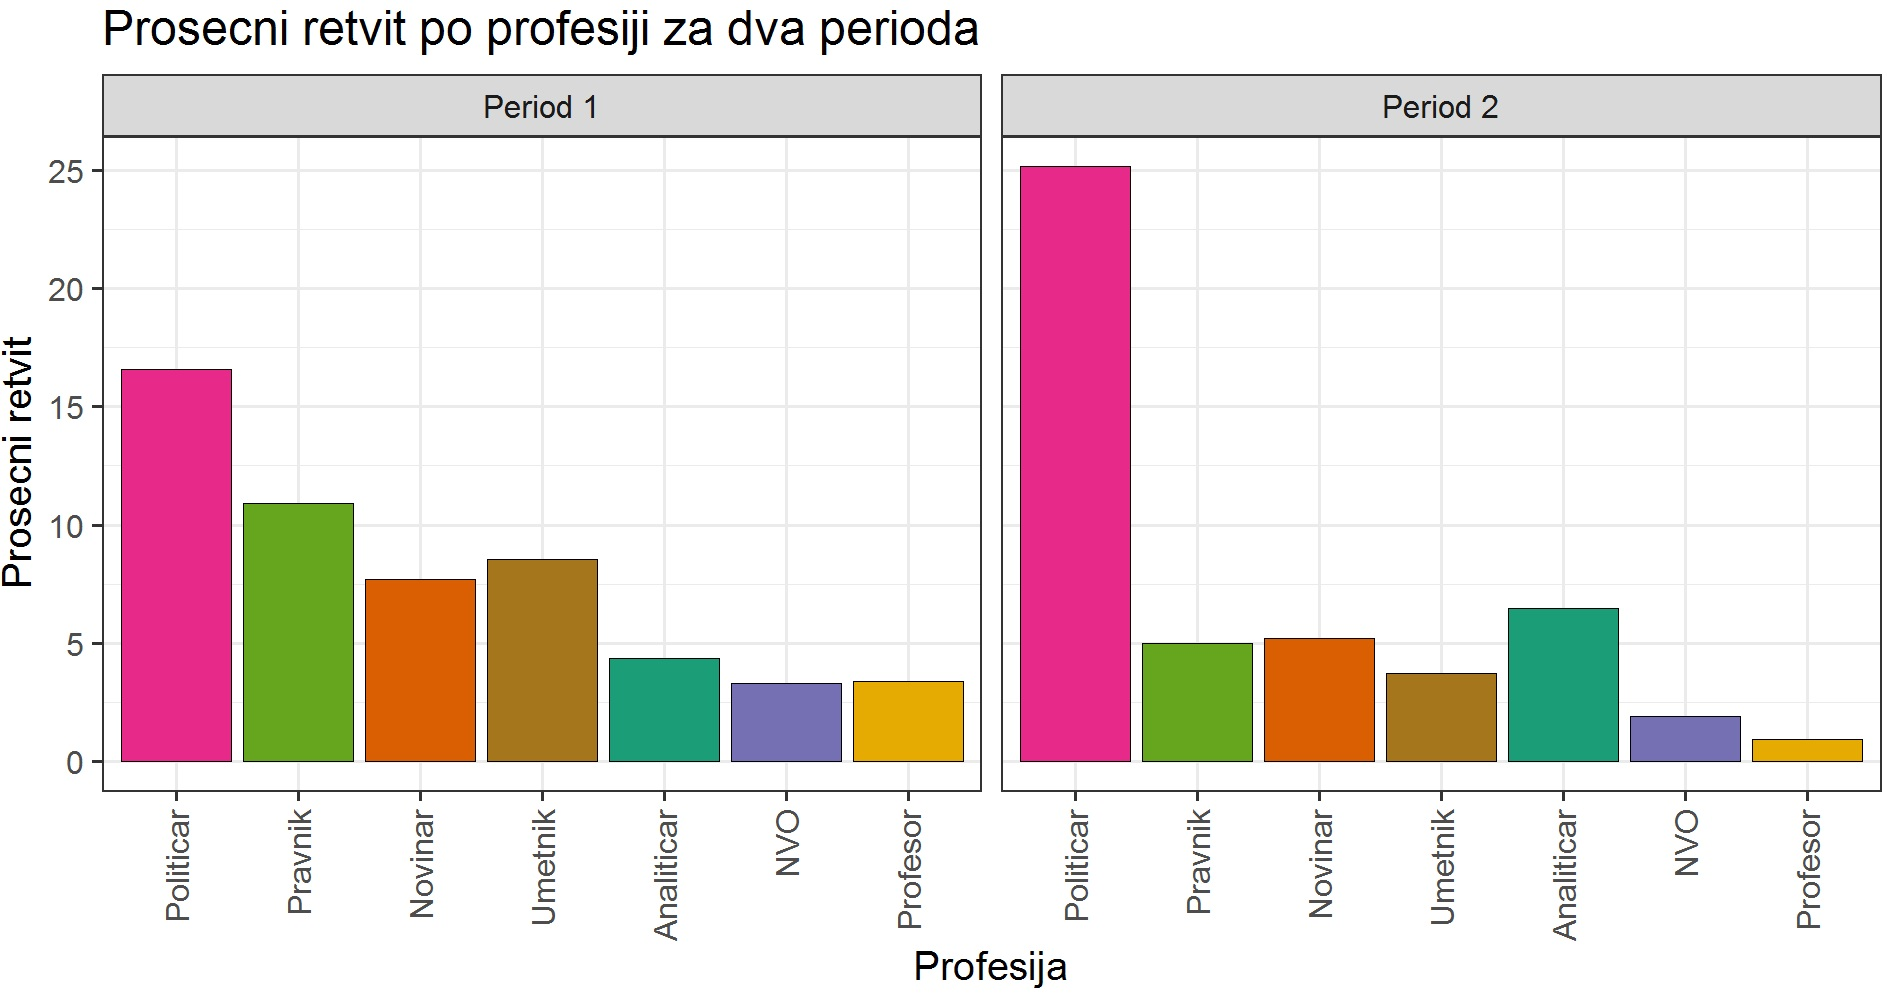 Prosecni retvit po profesiji za dva perioda
Period 1
Period 2
Prosecni retvit
25
20
15
10
5
0
Politicar
Pravnik
Novinar
Umetnik
Analiticar
NVO
Profesor
Politicar
Pravnik
Novinar
Umetnik
Analiticar
NVO
Profesor
Profesija